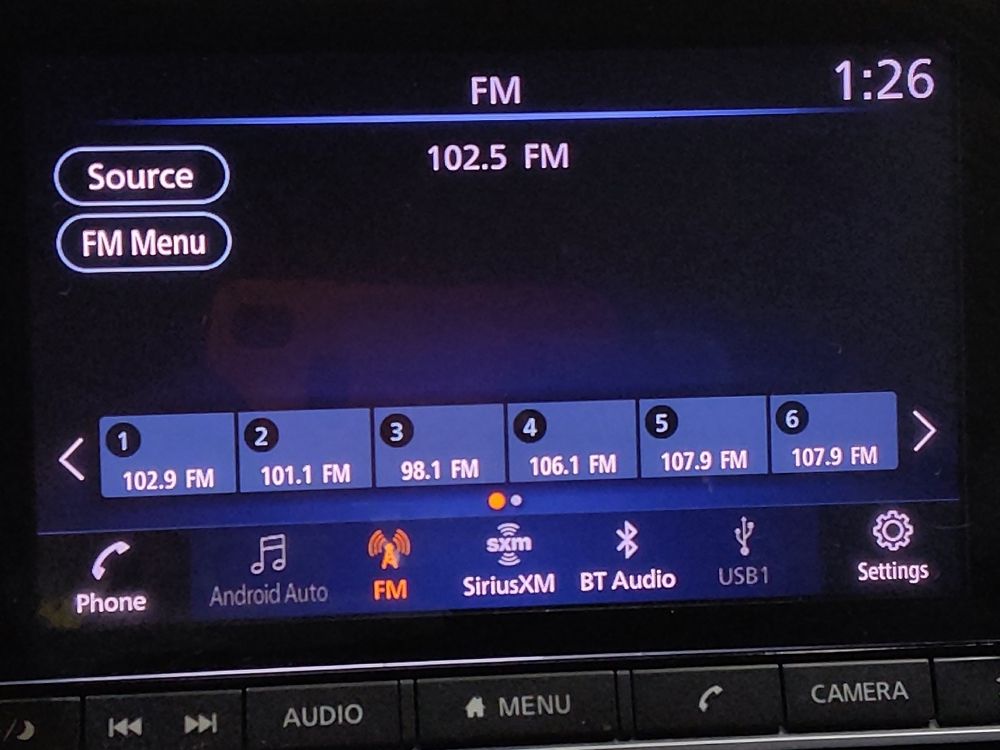 FM
1:26
102.5 FM
Source
FM Menu
1
2
3
4
5
6
102.9 FM
101.1 FM
98.1 FM
106.1 FM
107.9 FM
107.9 FM
Phone
Android Auto
FM
sxm
SiriusXM
BT Audio
USB1
Settings
AUDIO
MENU
CAMERA